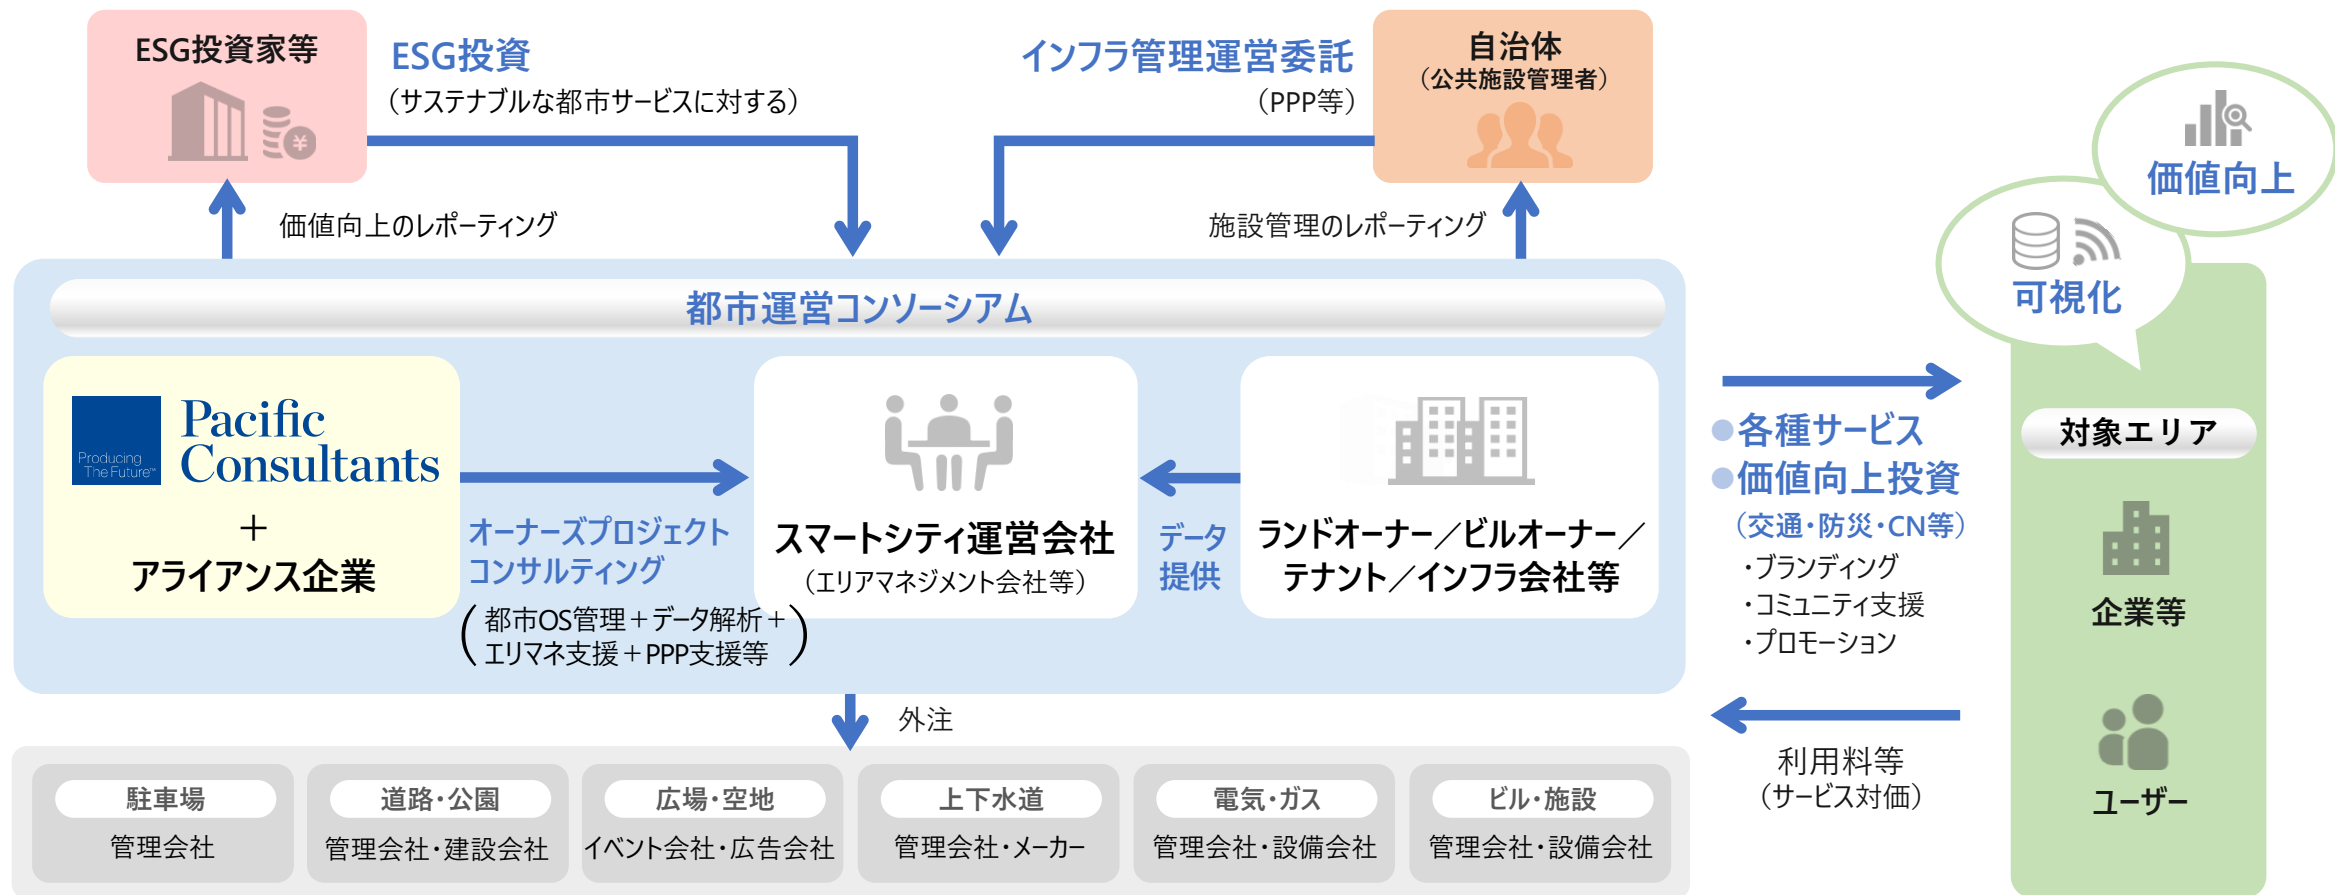 ESG投資家等
¥
ESG投資
（サステナブルな都市サービスに対する）
インフラ管理運営委託
（PPP等）
自治体
（公共施設管理者）
価値向上のレポーティング
施設管理のレポーティング
価値向上
可視化
都市運営コンソーシアム
Producing
The Future™
Pacific
Consultants
＋
アライアンス企業
オーナーズプロジェクト
コンサルティング
（都市OS管理＋データ解析＋
エリマネ支援＋PPP支援等）
スマートシティ運営会社
（エリアマネジメント会社等）
データ
提供
ランドオーナー／ビルオーナー／
テナント／インフラ会社等
●各種サービス
●価値向上投資
（交通・防災・CN等）
・ブランディング
・コミュニティ支援
・プロモーション
対象エリア
企業等
ユーザー
利用料等
（サービス対価）
外注
駐車場
管理会社
道路・公園
管理会社・建設会社
広場・空地
イベント会社・広告会社
上下水道
管理会社・メーカー
電気・ガス
管理会社・設備会社
ビル・施設
管理会社・設備会社